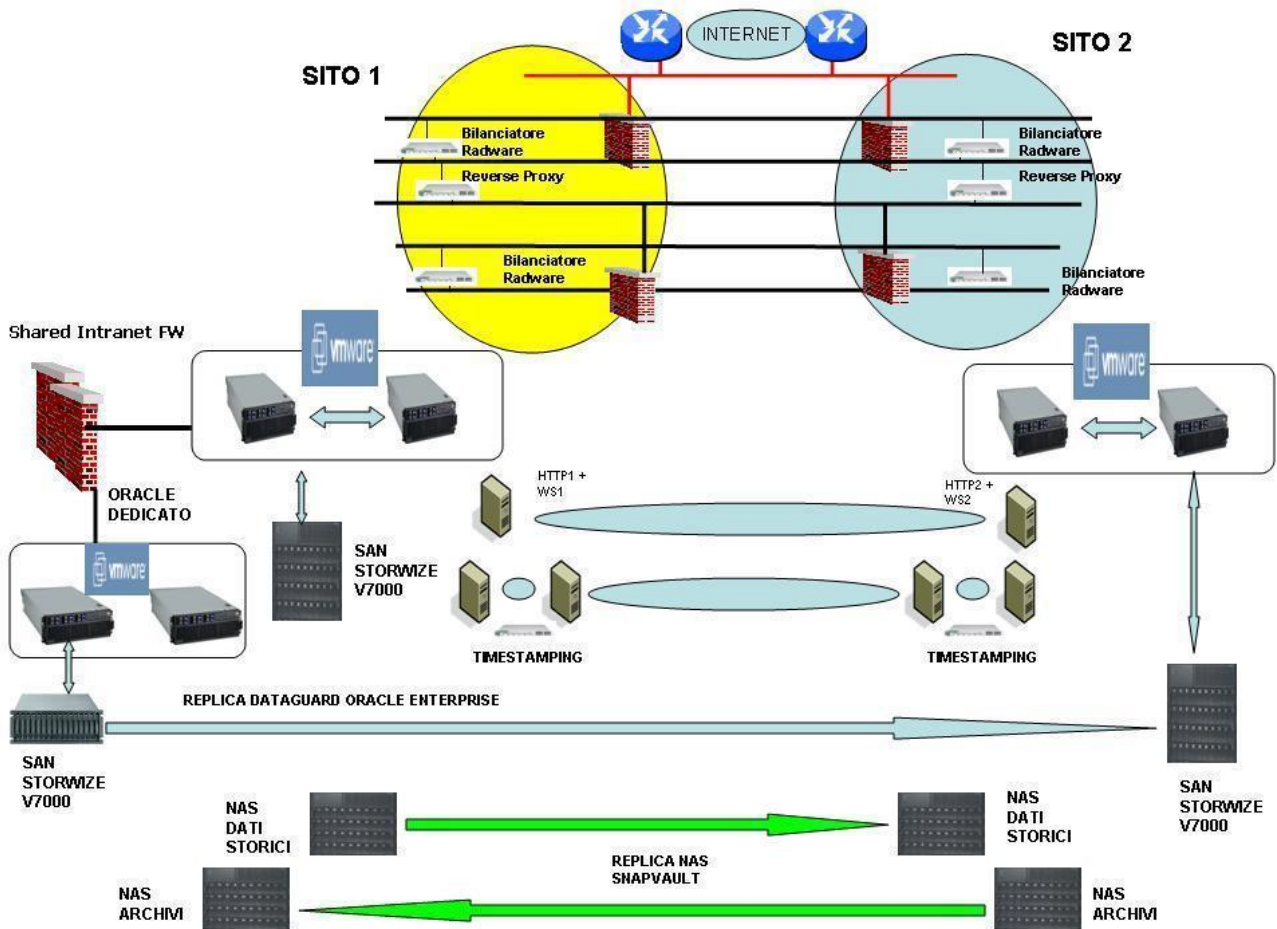 INTERNET
SITO 1
SITO 2
Bilanciatore
Radware
Reverse Proxy
Bilanciatore
Radware
Reverse Proxy
Bilanciatore
Radware
Bilanciatore
Radware
Shared Intranet FW
vmware
vmware
ORACLE
DEDICATO
HTTP1 +
WS1
HTTP2 +
WS2
vmware
SAN
STORWIZE
V7000
TIMESTAMPING
TIMESTAMPING
REPLICA DATAGUARD ORACLE ENTERPRISE
SAN
STORWIZE
V7000
SAN
STORWIZE
V7000
NAS
DATI
STORICI
NAS
DATI
STORICI
REPLICA NAS
SNAPVAULT
NAS
ARCHIVI
NAS
ARCHIVI